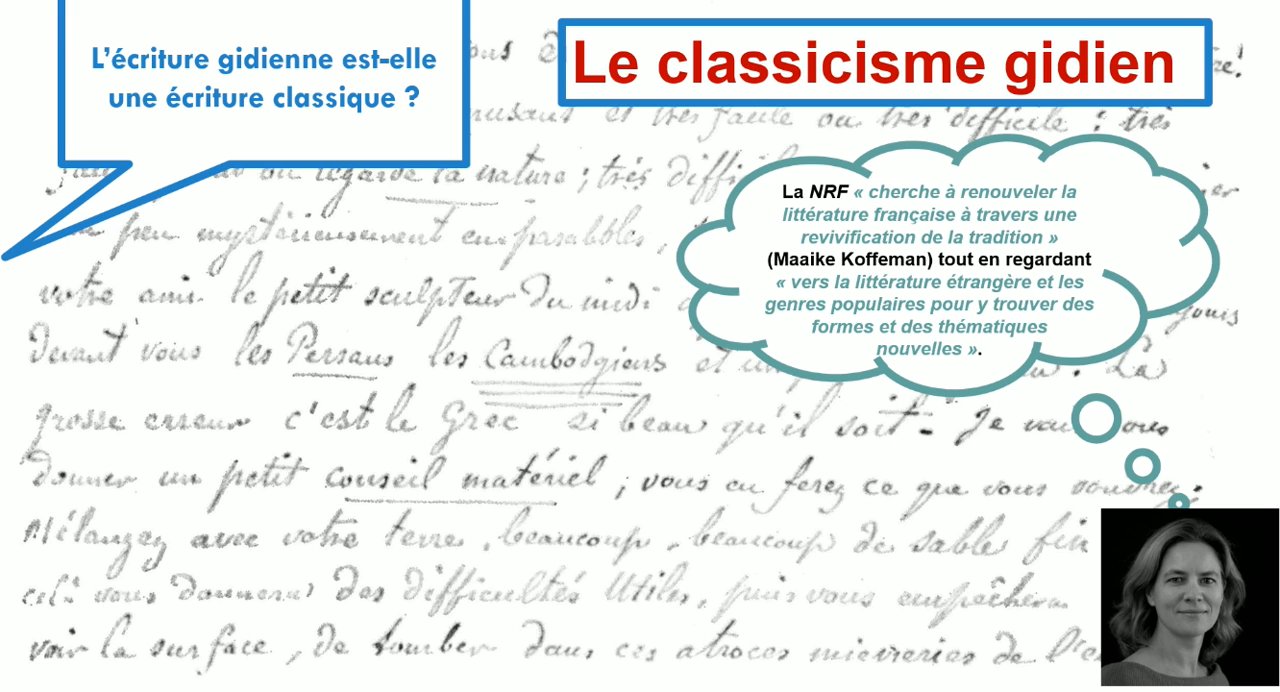 L'écriture gidienne est-elle
une écriture classique ?
Le classicisme gidien
La NRF « cherche à renouveler la
littérature française à travers une
revivification de la tradition »
(Maaike Koffeman) tout en regardant
« vers la littérature étrangère et les
genres populaires pour y trouver des
formes et des thématiques
nouvelles ».
et très facile ou très difficile : très
ou regarde la nature ; très
peu mystérieusement
votre ami le petit sculpteur du midi
Devant vous les Persans les Cambodgiens et
grosse erreur c'est le Grec si beau qu'il soit. Je
donner un petit conseil matériel, vous en ferez ce que vous voudrez.
Mélangez avec votre terre, beaucoup, beaucoup de sable fin
vous donnera des difficultés utiles, puis vous empêchera
voir la surface, de tomber dans ces atroces mièvreries de